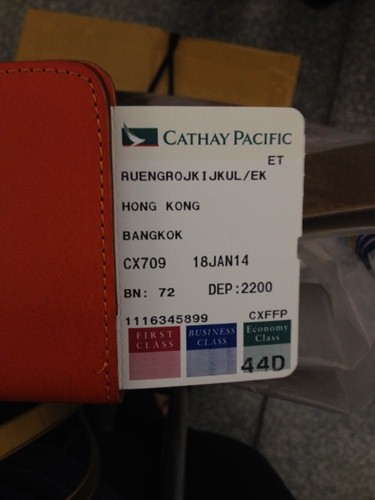 CATHAY PACIFIC
ET
RUENGROJKIJKUL/EK
HONG KONG
BANGKOK
CX709 18JAN14
BN: 72 DEP:2200
1116345899 CXFFP
FIRST CLASS BUSINESS CLASS Economy Class
44D